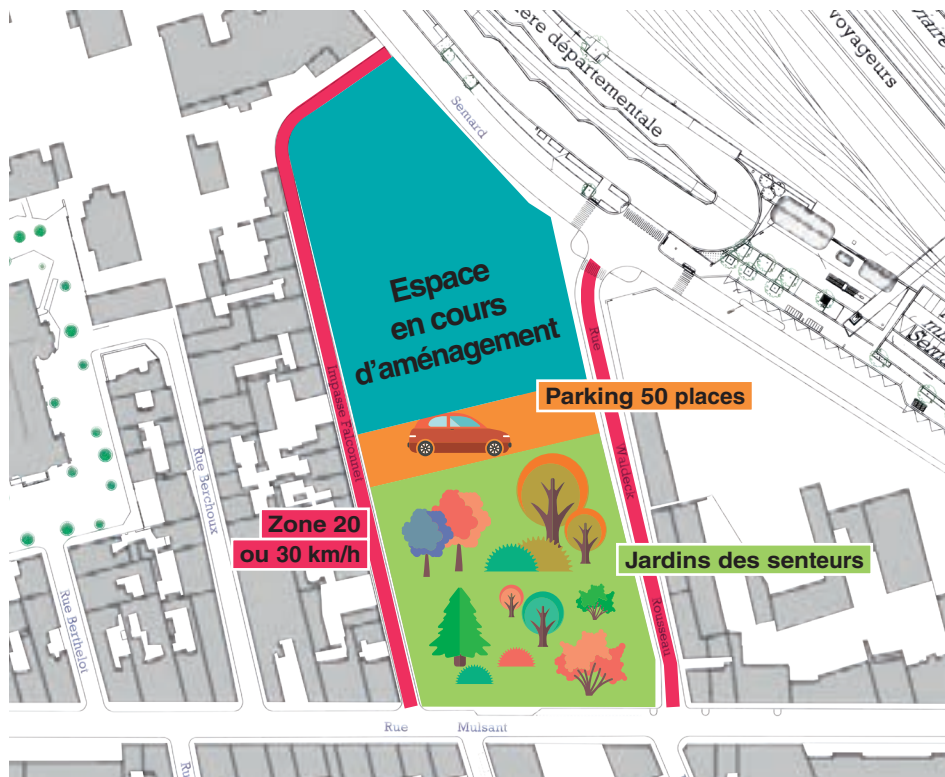 départementale
voyageurs
Semard
Espace
en cours
d'aménagement
Rue
Parking 50 places
Impasse Falconnet
Waldeck
Rue Berchoux
Zone 20
ou 30 km/h
Jardins des senteurs
Rue Berthelot
Rousseau
Rue Mulsant